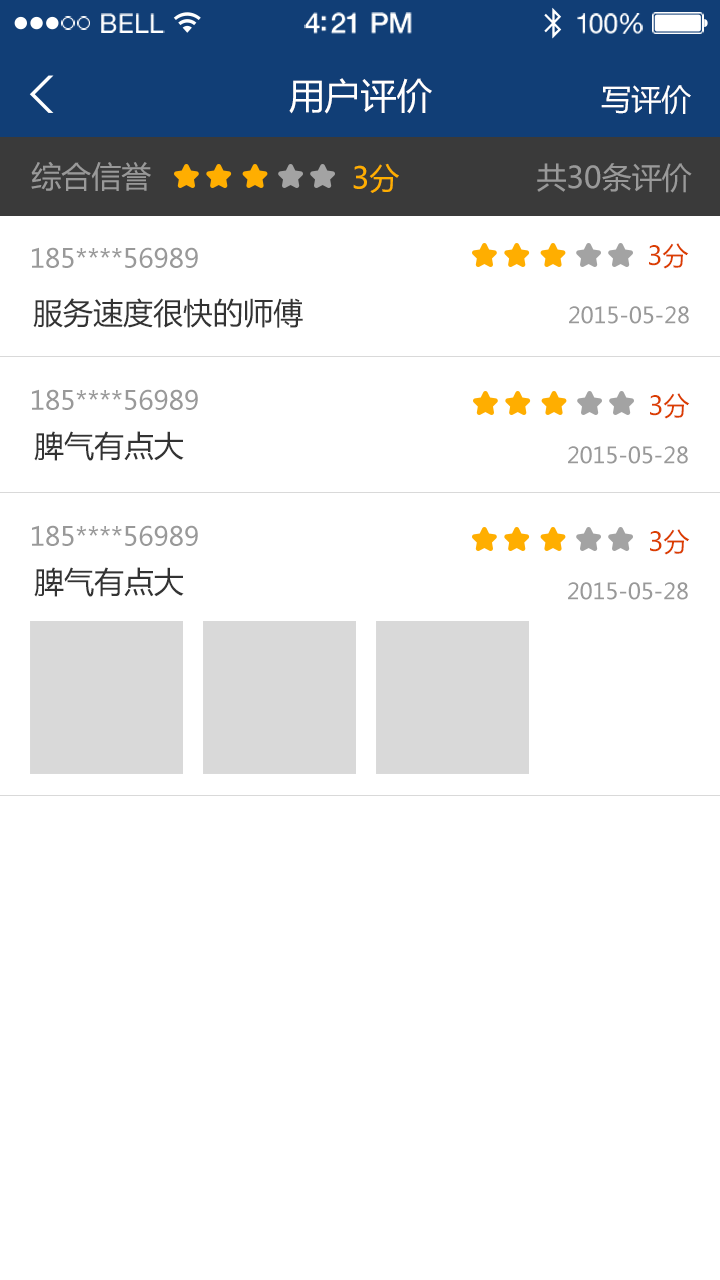 BELL 4:21 PM 100%
用户评价 写评价
综合信誉 3分 共30条评价
185****56989 3分
服务速度很快的师傅 2015-05-28
185****56989 3分
脾气有点大 2015-05-28
185****56989 3分
脾气有点大 2015-05-28